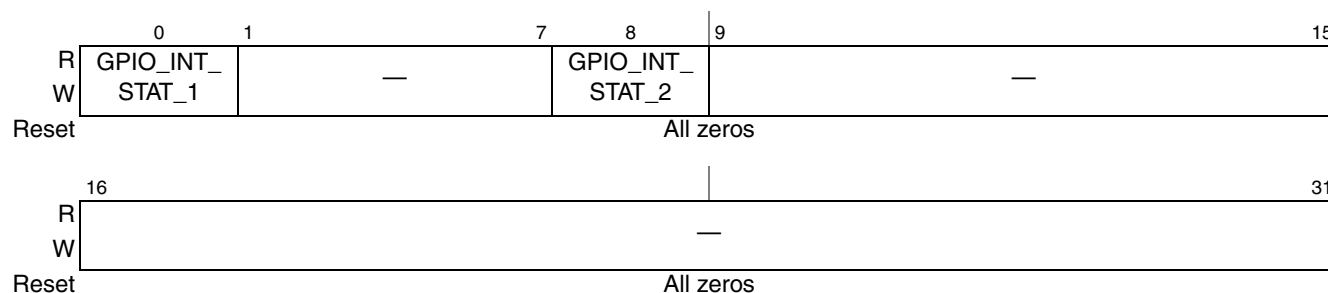 0 1 7 8 9 15
R GPIO_INT_ — GPIO_INT_ —
W STAT_1 STAT_2
Reset All zeros
16 31
R —
W
Reset All zeros